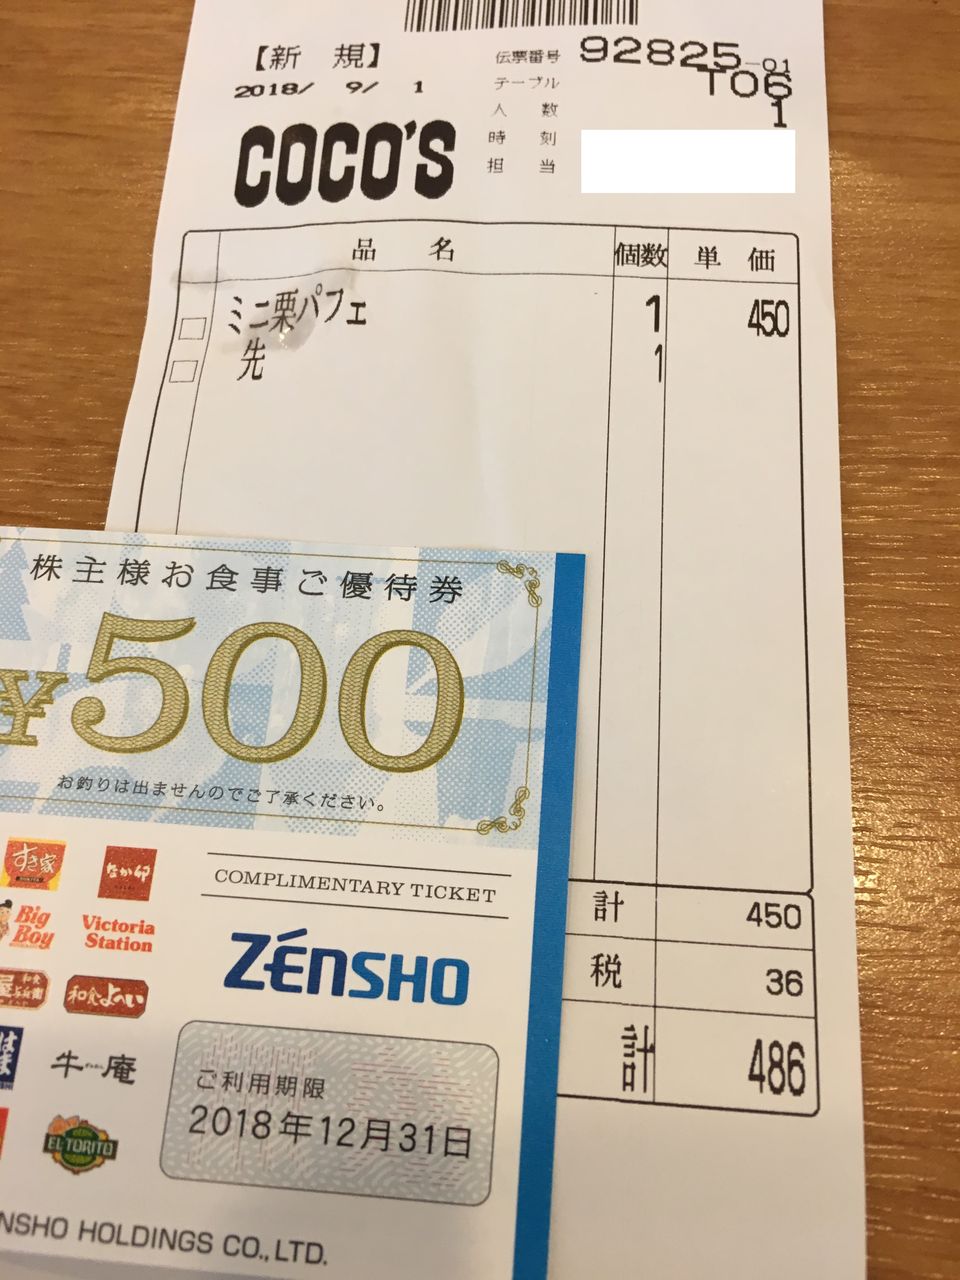 【新 規】
伝票番号 92825-01
2018/ 9/ 1
テーブル T06
人 数 1
時 刻
担 当
COCO'S
品 名 個数 単 価
ミニ栗パフェ 1 450
先 1
計 450
税 36
計 486
株主様お食事ご優待券
¥500
お釣りは出ませんのでご了承ください。
すき家
なか卯
COMPLIMENTARY TICKET
Big
Boy
Victoria
Station
ZENSHO
和食よへい
牛庵
EL TORITO
ご利用期限
2018年12月31日
ENSHO HOLDINGS CO., LTD.